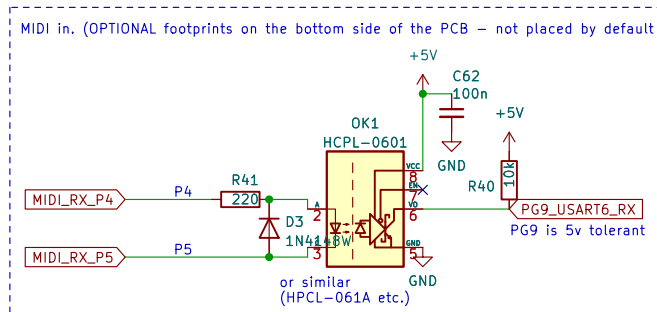 MIDI in. (OPTIONAL footprints on the bottom side of the PCB - not placed by default
+5V
C62
100n
+5V
OK1
HCPL-0601
GND
VCC
8
EN
7
R40
10k
R41
220
MIDI_RX_P4
P4
A
2
VO
6
PG9_USART6_RX
PG9 is 5v tolerant
D3
1N4148W
MIDI_RX_P5
P5
3
GND
5
GND
or similar
(HPCL-061A etc.)